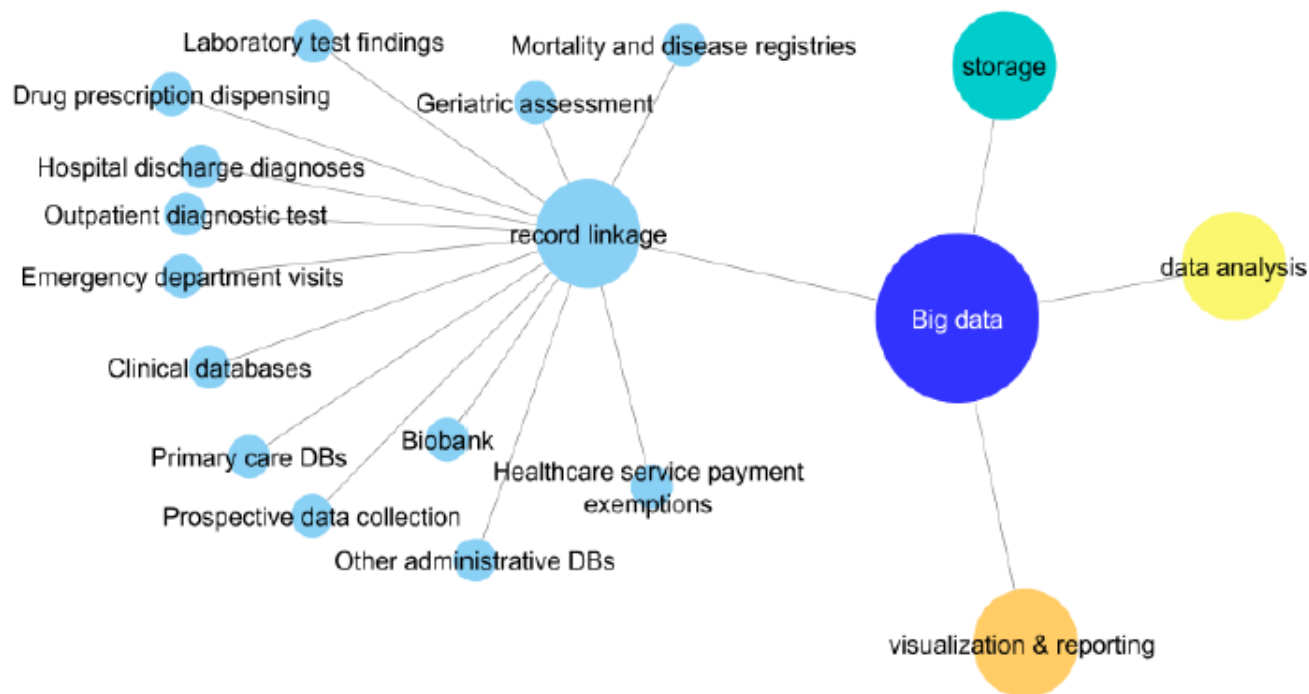 Laboratory test findings
Mortality and disease registries
storage
Drug prescription dispensing
Geriatric assessment
Hospital discharge diagnoses
Outpatient diagnostic test
record linkage
Emergency department visits
data analysis
Big data
Clinical databases
Biobank
Primary care DBs
Healthcare service payment
exemptions
Prospective data collection
Other administrative DBs
visualization & reporting